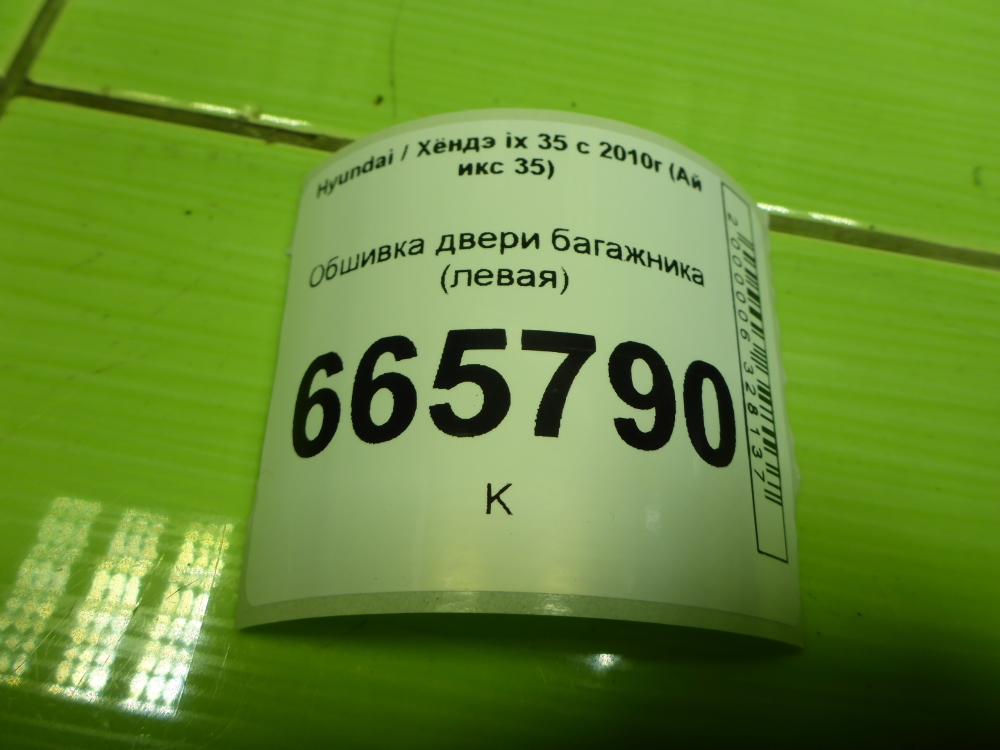 Hyundai / Хёндэ ix 35 с 2010г (Ай
икс 35)
Обшивка двери багажника
(левая)
665790
К
2000006328137